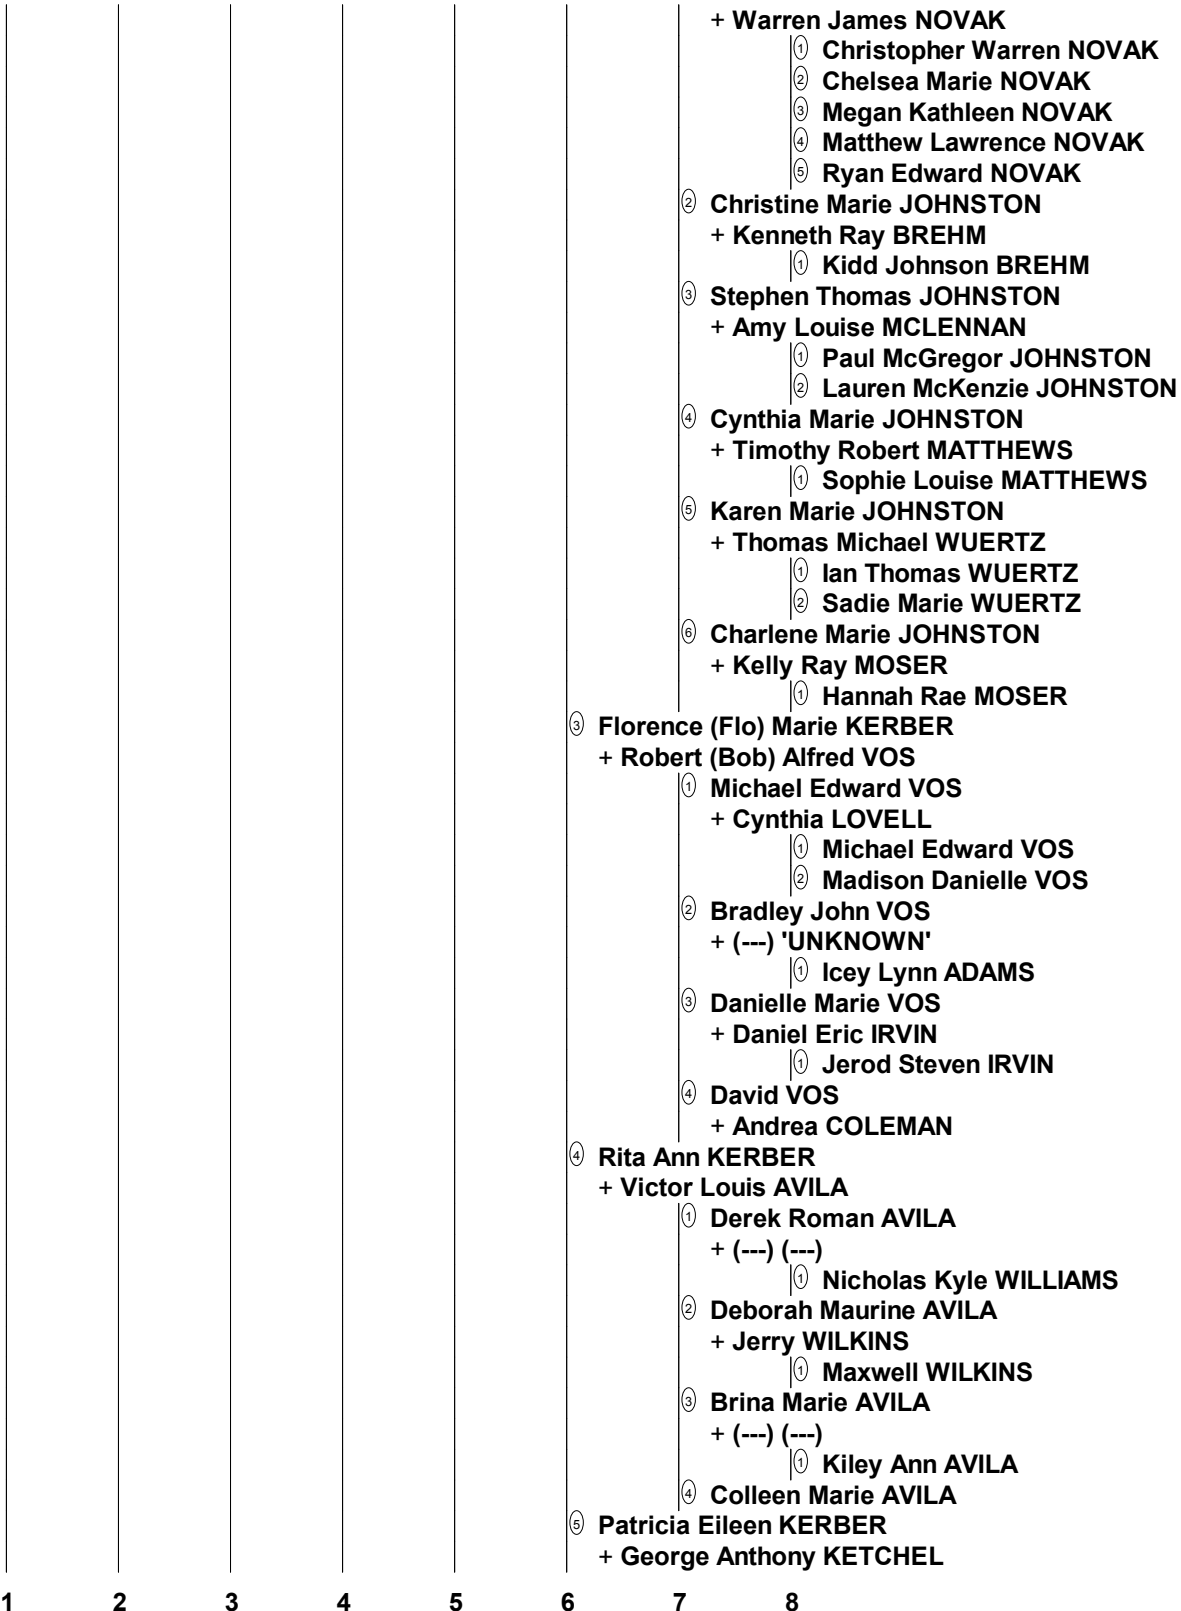 + Warren James NOVAK
1 Christopher Warren NOVAK
2 Chelsea Marie NOVAK
3 Megan Kathleen NOVAK
4 Matthew Lawrence NOVAK
5 Ryan Edward NOVAK
2 Christine Marie JOHNSTON
+ Kenneth Ray BREHM
1 Kidd Johnson BREHM
3 Stephen Thomas JOHNSTON
+ Amy Louise MCLENNAN
1 Paul McGregor JOHNSTON
2 Lauren McKenzie JOHNSTON
4 Cynthia Marie JOHNSTON
+ Timothy Robert MATTHEWS
1 Sophie Louise MATTHEWS
5 Karen Marie JOHNSTON
+ Thomas Michael WUERTZ
1 Ian Thomas WUERTZ
2 Sadie Marie WUERTZ
6 Charlene Marie JOHNSTON
+ Kelly Ray MOSER
1 Hannah Rae MOSER
3 Florence (Flo) Marie KERBER
+ Robert (Bob) Alfred VOS
1 Michael Edward VOS
+ Cynthia LOVELL
1 Michael Edward VOS
2 Madison Danielle VOS
2 Bradley John VOS
+ (---) 'UNKNOWN'
1 Icey Lynn ADAMS
3 Danielle Marie VOS
+ Daniel Eric IRVIN
1 Jerod Steven IRVIN
4 David VOS
+ Andrea COLEMAN
4 Rita Ann KERBER
+ Victor Louis AVILA
1 Derek Roman AVILA
+ (---) (---)
1 Nicholas Kyle WILLIAMS
2 Deborah Maurine AVILA
+ Jerry WILKINS
1 Maxwell WILKINS
3 Brina Marie AVILA
+ (---) (---)
1 Kiley Ann AVILA
4 Colleen Marie AVILA
5 Patricia Eileen KERBER
+ George Anthony KETCHEL
1 2 3 4 5 6 7 8